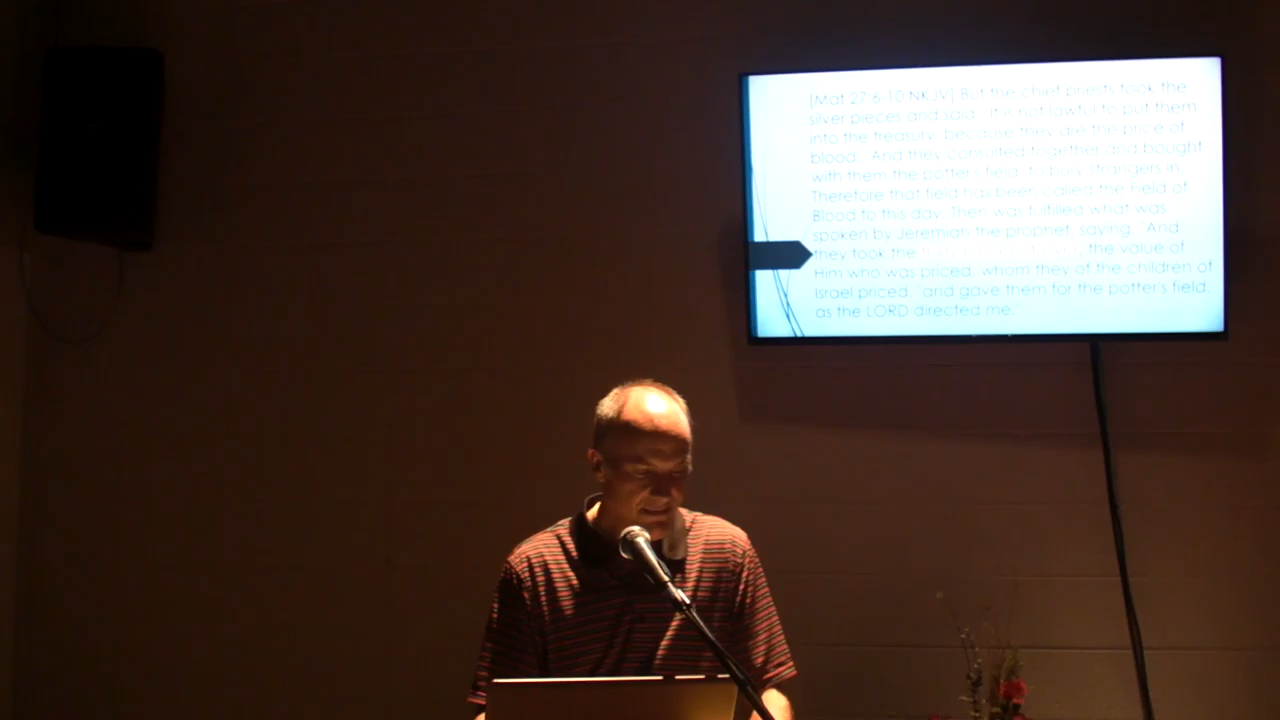 [Mat 27:6-10 NKJV] But the chief priests took the
silver pieces and said, "It is not lawful to put them
into the treasury, because they are the price of
blood." And they consulted together and bought
with them the potter's field, to bury strangers in.
Therefore that field has been called the Field of
Blood to this day. Then was fulfilled what was
spoken by Jeremiah the prophet, saying, "And
they took the thirty pieces of silver, the value of
Him who was priced, whom they of the children of
Israel priced, "and gave them for the potter's field,
as the LORD directed me."